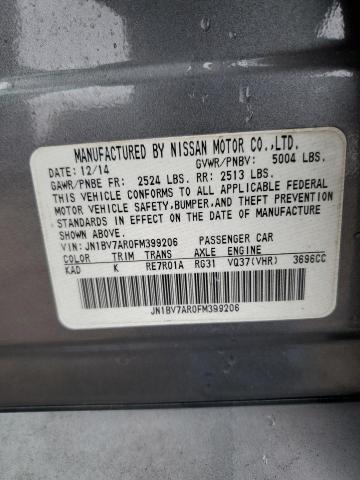 MANUFACTURED BY NISSAN MOTOR CO.,LTD.
DATE: 12/14 GVWR/PNBV: 5004 LBS.
GAWR/PNBE FR: 2524 LBS. RR: 2513 LBS.
THIS VEHICLE CONFORMS TO ALL APPLICABLE FEDERAL
MOTOR VEHICLE SAFETY,BUMPER,AND THEFT PREVENTION
STANDARDS IN EFFECT ON THE DATE OF MANUFACTURE
SHOWN ABOVE.
VIN: JN1BV7AR0FM399206 PASSENGER CAR
COLOR TRIM TRANS AXLE ENGINE
KAD K RE7R01A RG31 VQ37(VHR) 3696CC
JN1BV7AR0FM399206